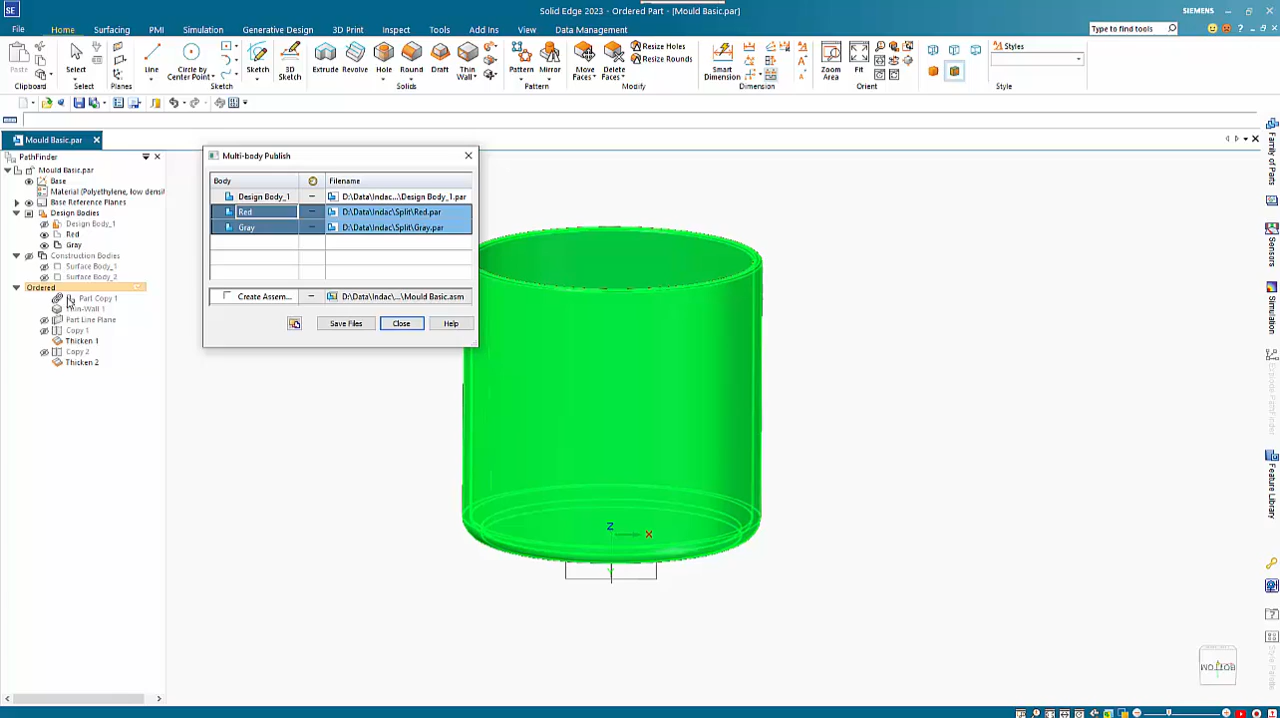 SE
Solid Edge 2023 - Ordered Part - [Mould Basic.par]
SIEMENS
File Home Surfacing PMI Simulation Generative Design 3D Print Inspect Tools Add Ins View Data Management
Type to find tools
Paste
Clipboard
Select
Select
Planes
Line
Circle by Center Point
Sketch
Sketch
3D Sketch
Extrude
Revolve
Hole
Round
Draft
Thin Wall
Solids
Pattern
Mirror
Pattern
Move Faces
Delete Faces
Resize Holes
Resize Rounds
Modify
Smart Dimension
Dimension
Zoom Area
Fit
Orient
Styles
Style
Mould Basic.par
PathFinder
Mould Basic.par
Base
Material (Polyethylene, low densit
Base Reference Planes
Design Bodies
Design Body_1
Red
Gray
Construction Bodies
Surface Body_1
Surface Body_2
Ordered
Part Copy 1
Thin-Wall 1
Part Line Plane
Copy 1
Thicken 1
Copy 2
Thicken 2
Multi-body Publish
Body Filename
Design Body_1 D:\Data\Indac...\Design Body_1.par
Red D:\Data\Indac\Split\Red.par
Gray D:\Data\Indac\Split\Gray.par
Create Assem... D:\Data\Indac\...\Mould Basic.asm
Save Files Close Help
Z
X
Y
BOTTOM
Family of Parts
Sensors
Simulation
Explode PathFinder
Feature Library
Style Palette